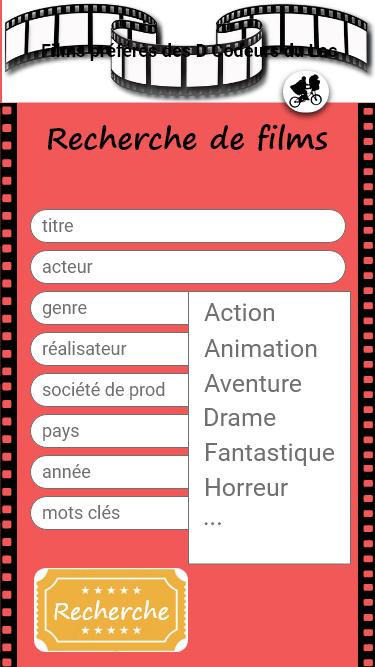 Films préférés des D Codeurs du Lac
Recherche de films
titre
acteur
genre
réalisateur
société de prod
pays
année
mots clés
Action
Animation
Aventure
Drame
Fantastique
Horreur
...
Recherche